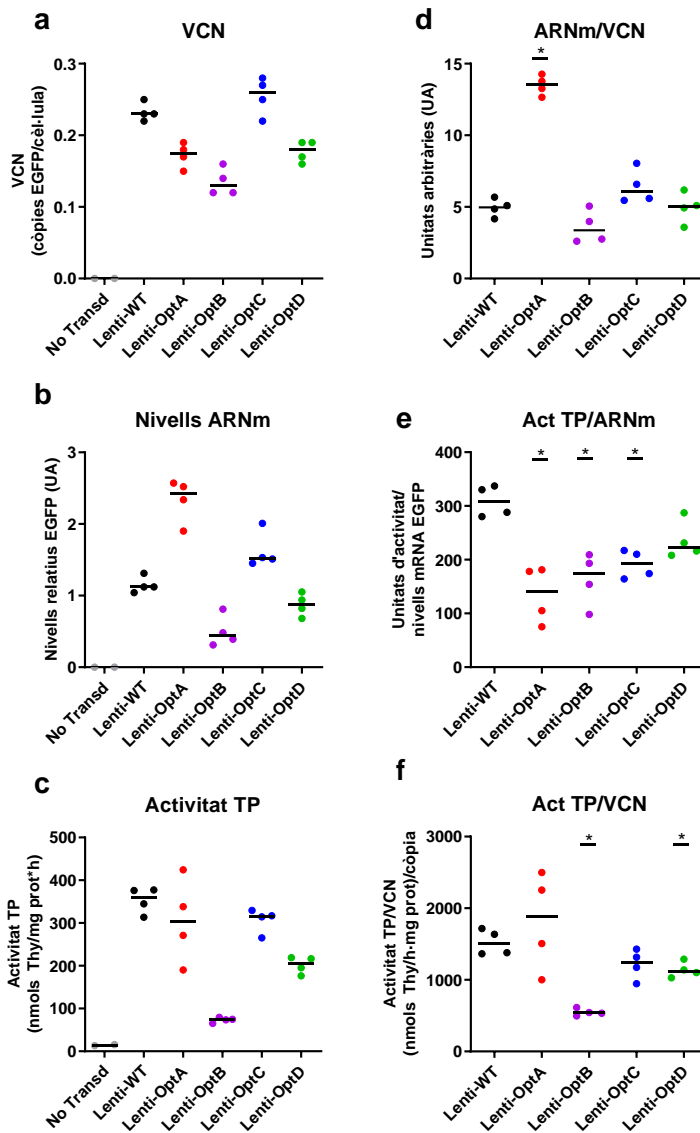 a
VCN
VCN
(còpies EGFP/cèl·lula)
0.3
0.2
0.1
0.0
No Transd
Lenti-WT
Lenti-OptA
Lenti-OptB
Lenti-OptC
Lenti-OptD
d
ARNm/VCN
Unitats arbitràries (UA)
15
10
5
0
*
Lenti-WT
Lenti-OptA
Lenti-OptB
Lenti-OptC
Lenti-OptD
b
Nivells ARNm
Nivells relatius EGFP (UA)
3
2
1
0
No Transd
Lenti-WT
Lenti-OptA
Lenti-OptB
Lenti-OptC
Lenti-OptD
e
Act TP/ARNm
Unitats d'activitat/
nivells mRNA EGFP
400
300
200
100
0
* * *
Lenti-WT
Lenti-OptA
Lenti-OptB
Lenti-OptC
Lenti-OptD
c
Activitat TP
Activitat TP
(nmols Thy/mg prot*h)
500
400
300
200
100
0
No Transd
Lenti-WT
Lenti-OptA
Lenti-OptB
Lenti-OptC
Lenti-OptD
f
Act TP/VCN
Activitat TP/VCN
(nmols Thy/h·mg prot)/còpia
3000
2000
1000
0
* *
Lenti-WT
Lenti-OptA
Lenti-OptB
Lenti-OptC
Lenti-OptD